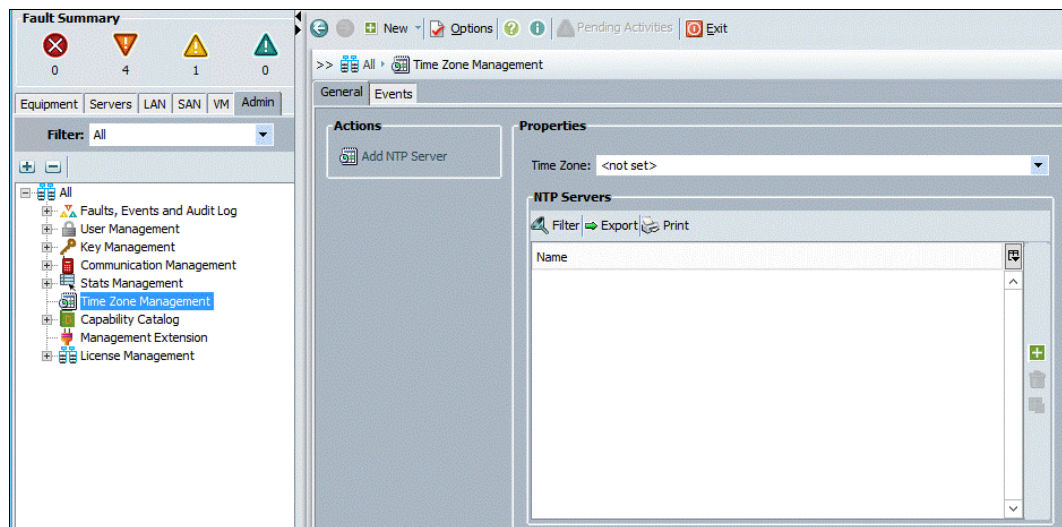 Fault Summary
0 4 1 0
Equipment Servers LAN SAN VM Admin
Filter: All
All
Faults, Events and Audit Log
User Management
Key Management
Communication Management
Stats Management
Time Zone Management
Capability Catalog
Management Extension
License Management
New Options Pending Activities Exit
>> All Time Zone Management
General Events
Actions
Add NTP Server
Properties
Time Zone: <not set>
NTP Servers
Filter Export Print
Name